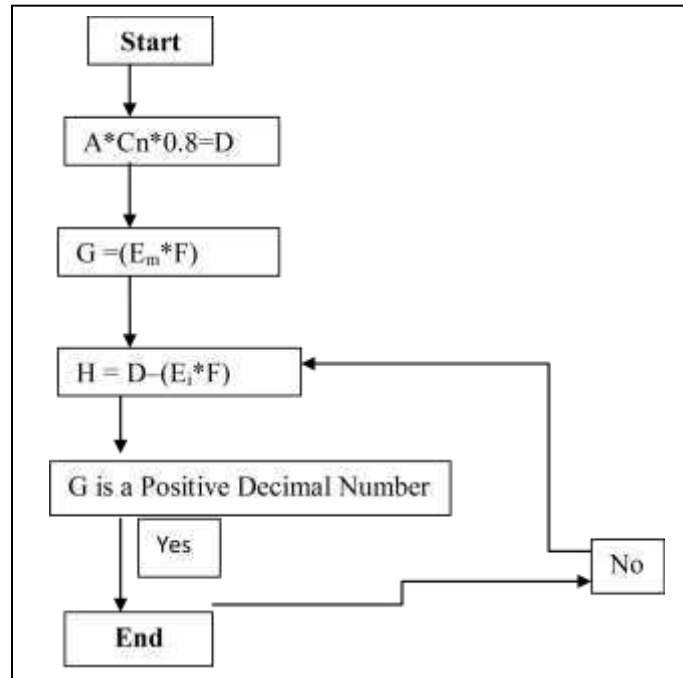 Start
A*Cn*0.8=D
G =(Em*F)
H = D–(Ei*F)
G is a Positive Decimal Number
Yes
No
End